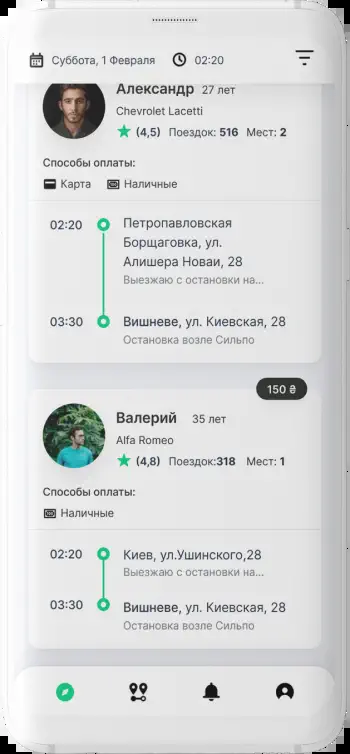 Суббота, 1 Февраля 02:20
Александр 27 лет
Chevrolet Lacetti
(4,5) Поездок: 516 Мест: 2
Способы оплаты:
Карта Наличные
02:20 Петропавловская
Борщаговка, ул.
Алишера Новаи, 28
Выезжаю с остановки на...
03:30 Вишневе, ул. Киевская, 28
Остановка возле Сильпо
150 ₴
Валерий 35 лет
Alfa Romeo
(4,8) Поездок:318 Мест: 1
Способы оплаты:
Наличные
02:20 Киев, ул.Ушинского,28
Выезжаю с остановки на...
03:30 Вишневе, ул. Киевская, 28
Остановка возле Сильпо